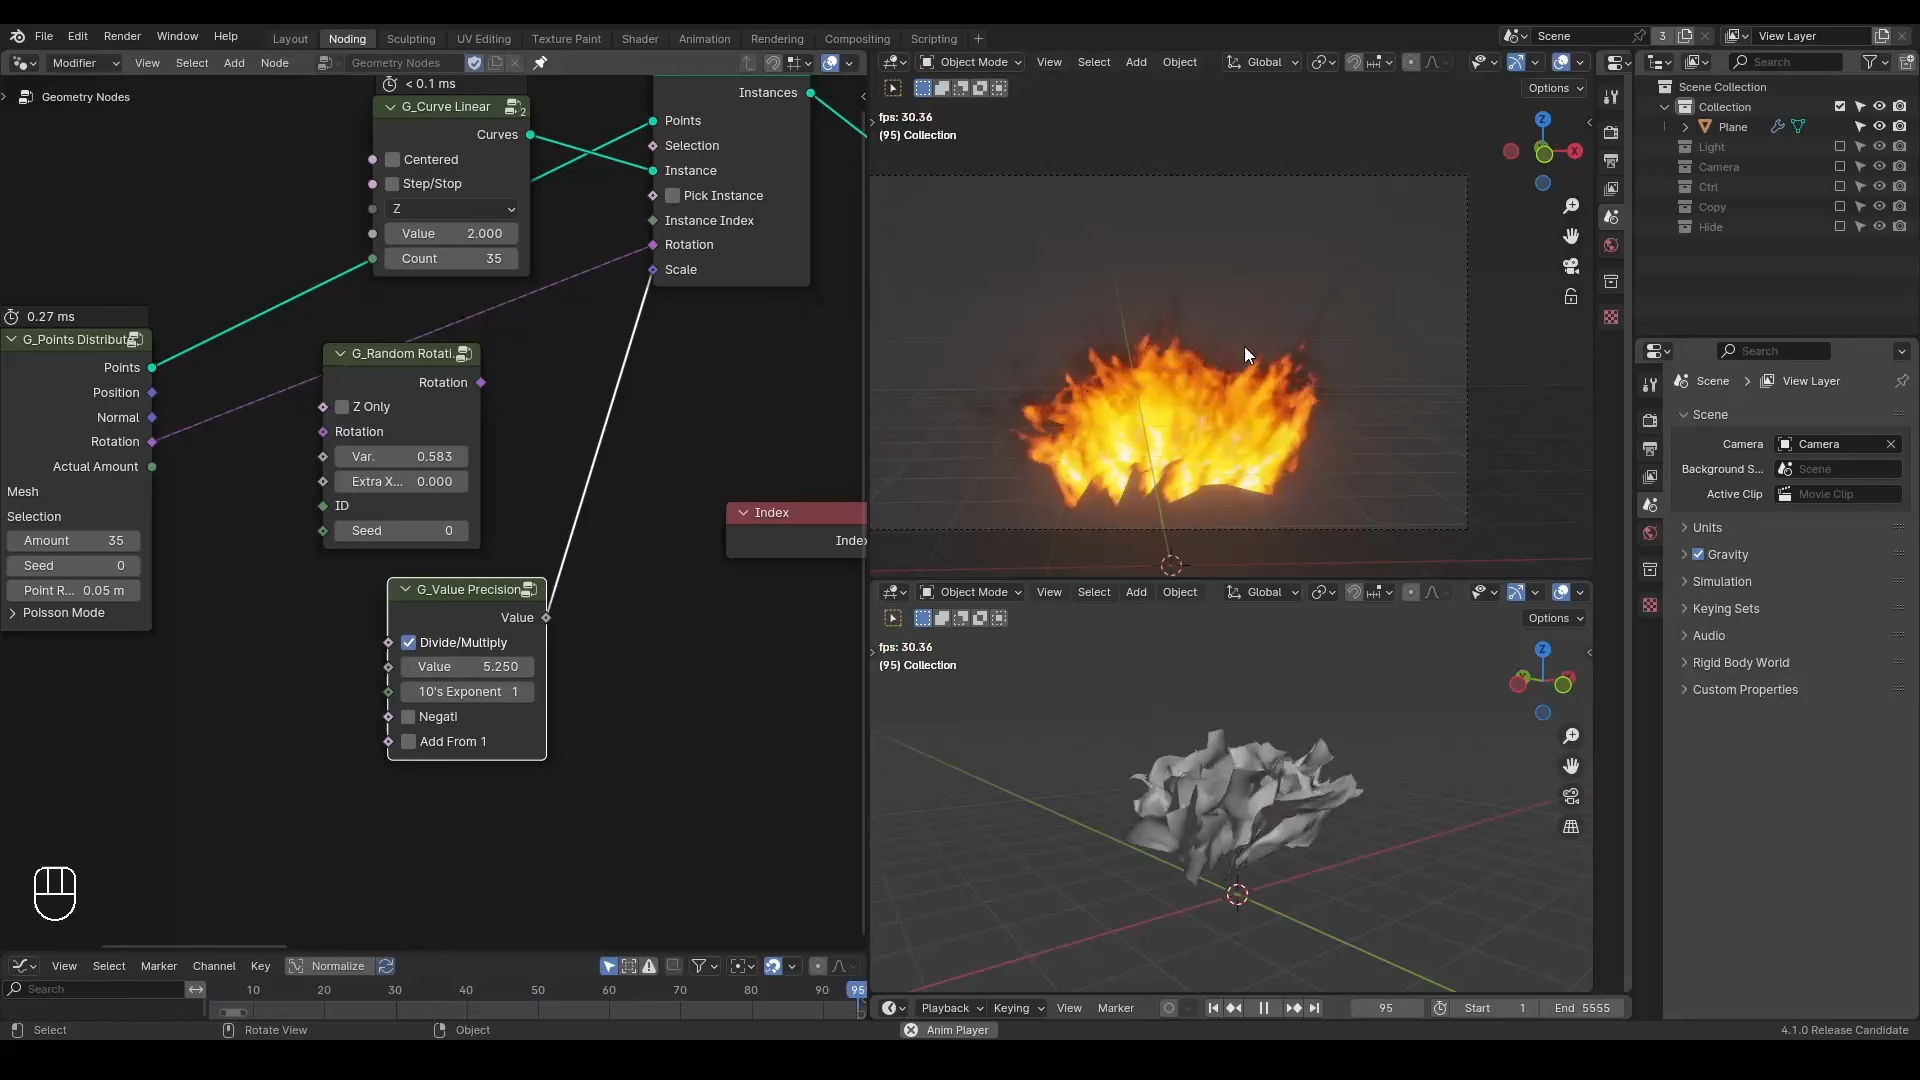 File Edit Render Window Help
Layout Noding Sculpting UV Editing Texture Paint Shader Animation Rendering Compositing Scripting +
Scene 3 View Layer
Modifier View Select Add Node Geometry Nodes
Geometry Nodes
< 0.1 ms
G_Curve Linear 2
Curves
Centered
Step/Stop
Z
Value 2.000
Count 35
Instances
Points
Selection
Instance
Pick Instance
Instance Index
Rotation
Scale
0.27 ms
G_Points Distribut
Points
Position
Normal
Rotation
Actual Amount
Mesh
Selection
Amount 35
Seed 0
Point R... 0.05 m
Poisson Mode
G_Random Rotati
Rotation
Z Only
Rotation
Var. 0.583
Extra X... 0.000
ID
Seed 0
G_Value Precision
Value
Divide/Multiply
Value 5.250
10's Exponent 1
Negati
Add From 1
Index
Index
Object Mode View Select Add Object Global
Options
fps: 30.36
(95) Collection
Z
X
Object Mode View Select Add Object Global
Options
fps: 30.36
(95) Collection
Z
Search
Scene Collection
Collection
Plane
Light
Camera
Ctrl
Copy
Hide
Search
Scene > View Layer
Scene
Camera Camera
Background S... Scene
Active Clip Movie Clip
Units
Gravity
Simulation
Keying Sets
Audio
Rigid Body World
Custom Properties
View Select Marker Channel Key Normalize
Search
10 20 30 40 50 60 70 80 90 95
Playback Keying View Marker 95 Start 1 End 5555
Select Rotate View Object Anim Player 4.1.0 Release Candidate